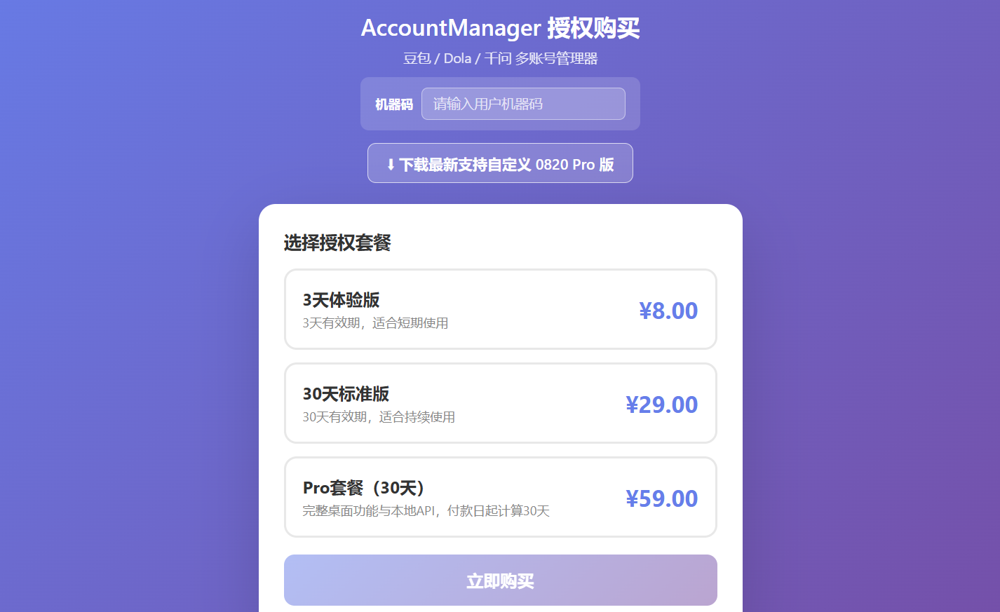 AccountManager 授权购买
豆包 / Dola / 千问 多账号管理器
机器码 请输入用户机器码
⬇ 下载最新支持自定义 0820 Pro 版
选择授权套餐
3天体验版
3天有效期，适合短期使用
¥8.00
30天标准版
30天有效期，适合持续使用
¥29.00
Pro套餐（30天）
完整桌面功能与本地API，付款日起计算30天
¥59.00
立即购买